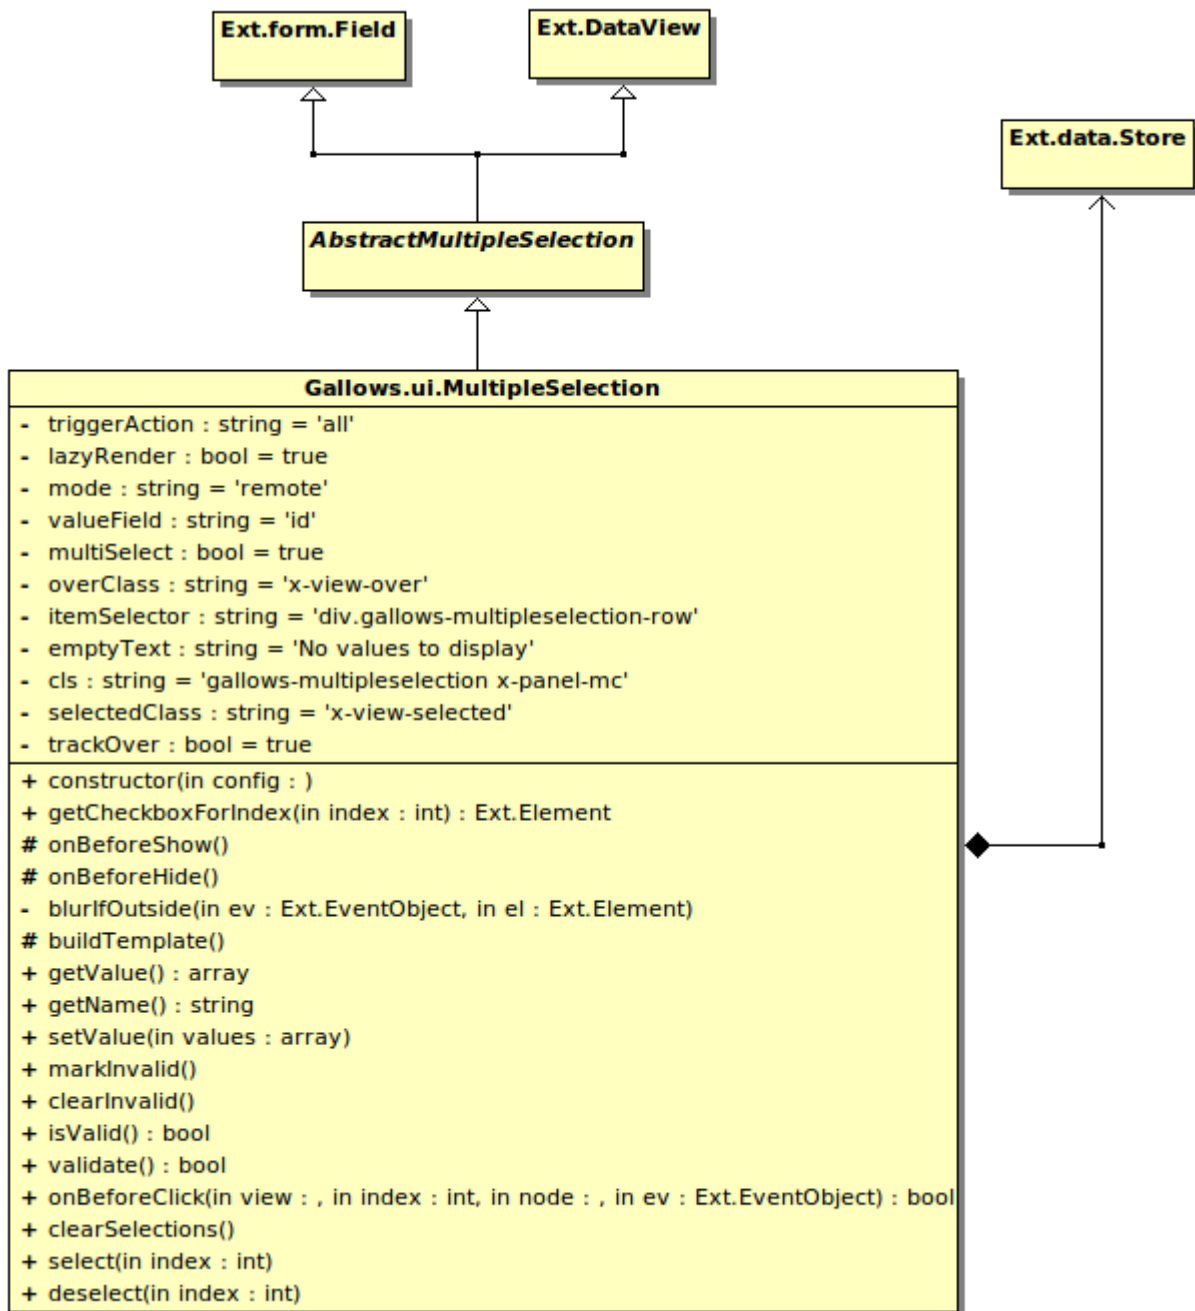 Ext.form.Field
Ext.DataView
Ext.data.Store
AbstractMultipleSelection
Gallows.ui.MultipleSelection
- triggerAction : string = 'all'
- lazyRender : bool = true
- mode : string = 'remote'
- valueField : string = 'id'
- multiSelect : bool = true
- overClass : string = 'x-view-over'
- itemSelector : string = 'div.gallows-multipleselection-row'
- emptyText : string = 'No values to display'
- cls : string = 'gallows-multipleselection x-panel-mc'
- selectedClass : string = 'x-view-selected'
- trackOver : bool = true
+ constructor(in config : )
+ getCheckboxForIndex(in index : int) : Ext.Element
# onBeforeShow()
# onBeforeHide()
- blurIfOutside(in ev : Ext.EventObject, in el : Ext.Element)
# buildTemplate()
+ getValue() : array
+ getName() : string
+ setValue(in values : array)
+ markInvalid()
+ clearInvalid()
+ isValid() : bool
+ validate() : bool
+ onBeforeClick(in view : , in index : int, in node : , in ev : Ext.EventObject) : bool
+ clearSelections()
+ select(in index : int)
+ deselect(in index : int)